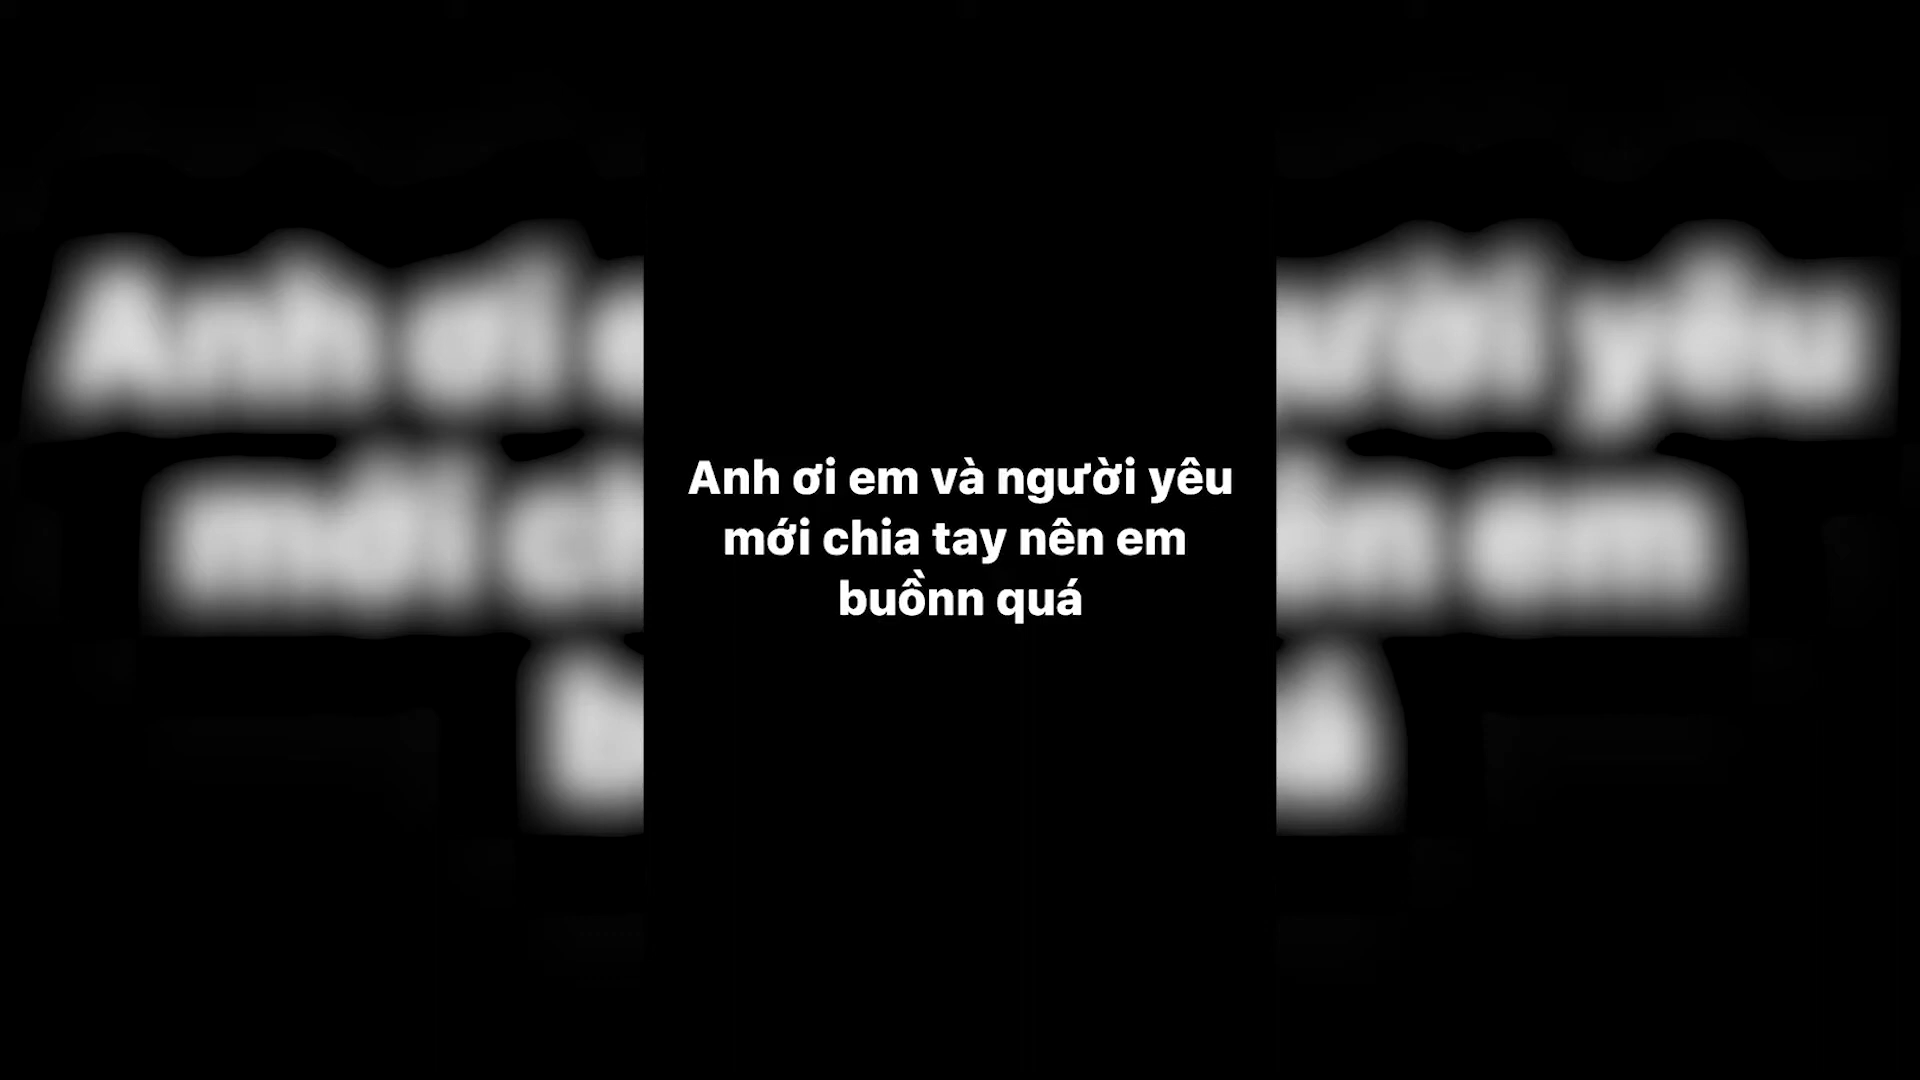 Anh ơi em và người yêu
mới chia tay nên em
buồnn quá